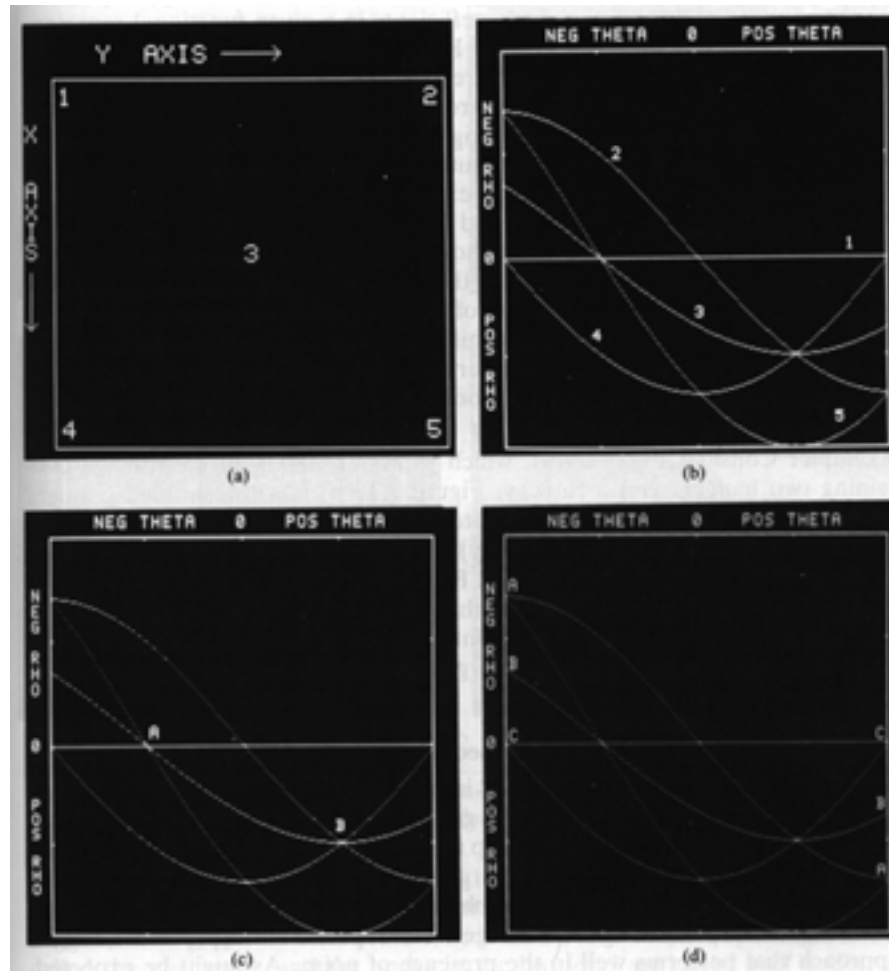 Y AXIS
X AXIS
1
2
3
4
5
(a)
NEG THETA 0 POS THETA
NEG RHO
0
POS RHO
2
1
3
4
5
(b)
NEG THETA 0 POS THETA
NEG RHO
0
POS RHO
A
B
(c)
NEG THETA 0 POS THETA
NEG RHO
0
POS RHO
A
B
C
C
B
A
(d)